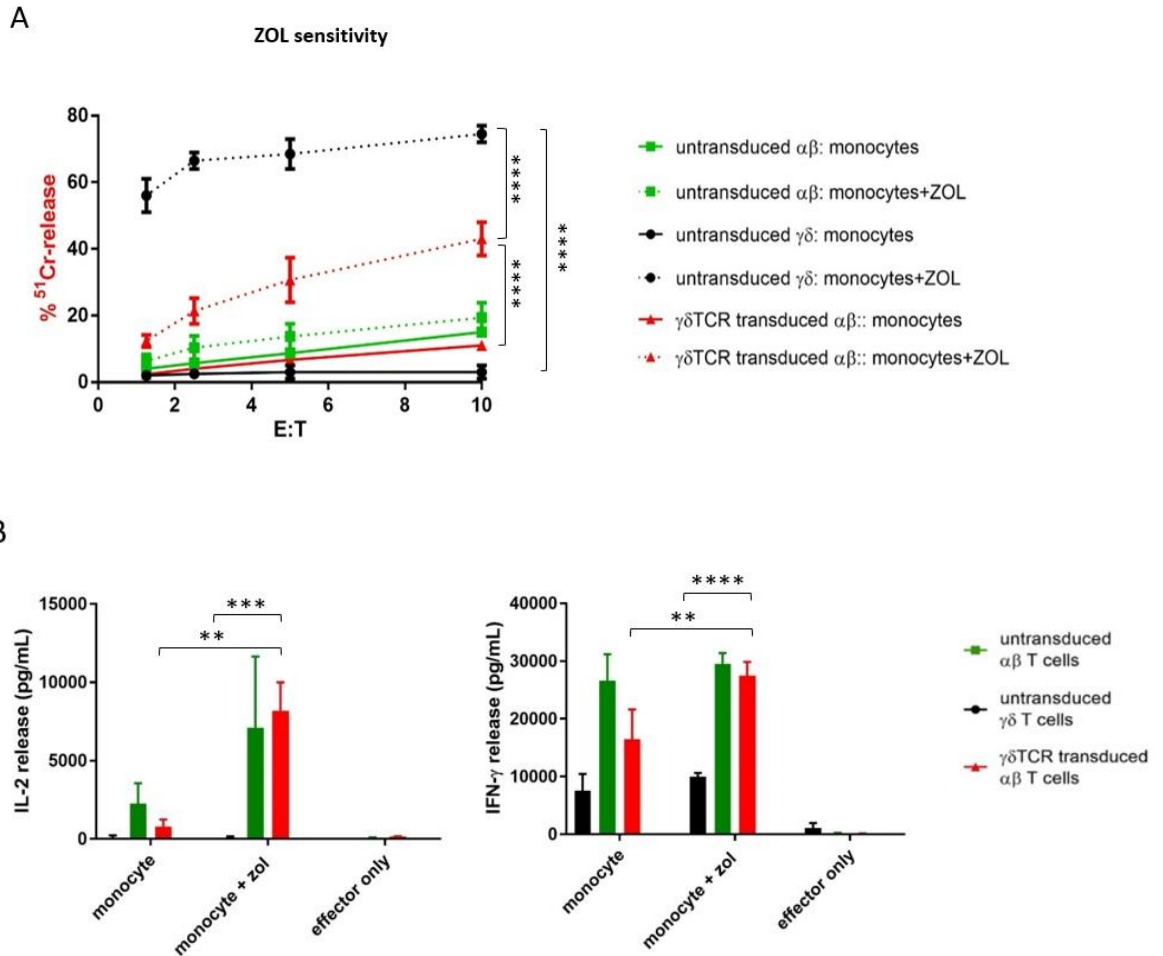 A
ZOL sensitivity
% ⁵¹Cr-release
80
60
40
20
0
0 2 4 6 8 10
E:T
****
****
****
untransduced αβ: monocytes
untransduced αβ: monocytes+ZOL
untransduced γδ: monocytes
untransduced γδ: monocytes+ZOL
γδTCR transduced αβ:: monocytes
γδTCR transduced αβ:: monocytes+ZOL
B
IL-2 release (pg/mL)
15000
10000
5000
0
***
**
monocyte
monocyte + zol
effector only
IFN-γ release (pg/mL)
40000
30000
20000
10000
0
****
**
monocyte
monocyte + zol
effector only
untransduced
αβ T cells
untransduced
γδ T cells
γδTCR transduced
αβ T cells